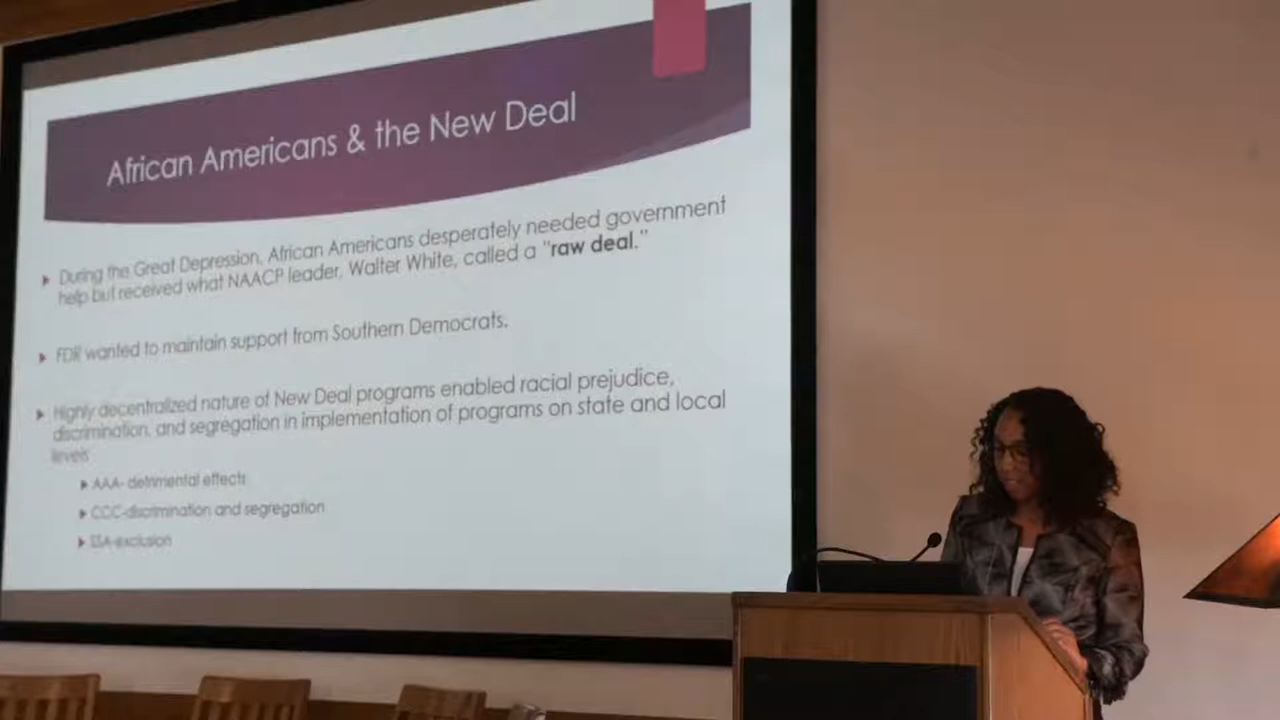 African Americans & the New Deal
During the Great Depression, African Americans desperately needed government
help but received what NAACP leader, Walter White, called a "raw deal."
FDR wanted to maintain support from Southern Democrats.
Highly decentralized nature of New Deal programs enabled racial prejudice,
discrimination, and segregation in implementation of programs on state and local
levels
AAA- detrimental effects
CCC-discrimination and segregation
SSA-exclusion